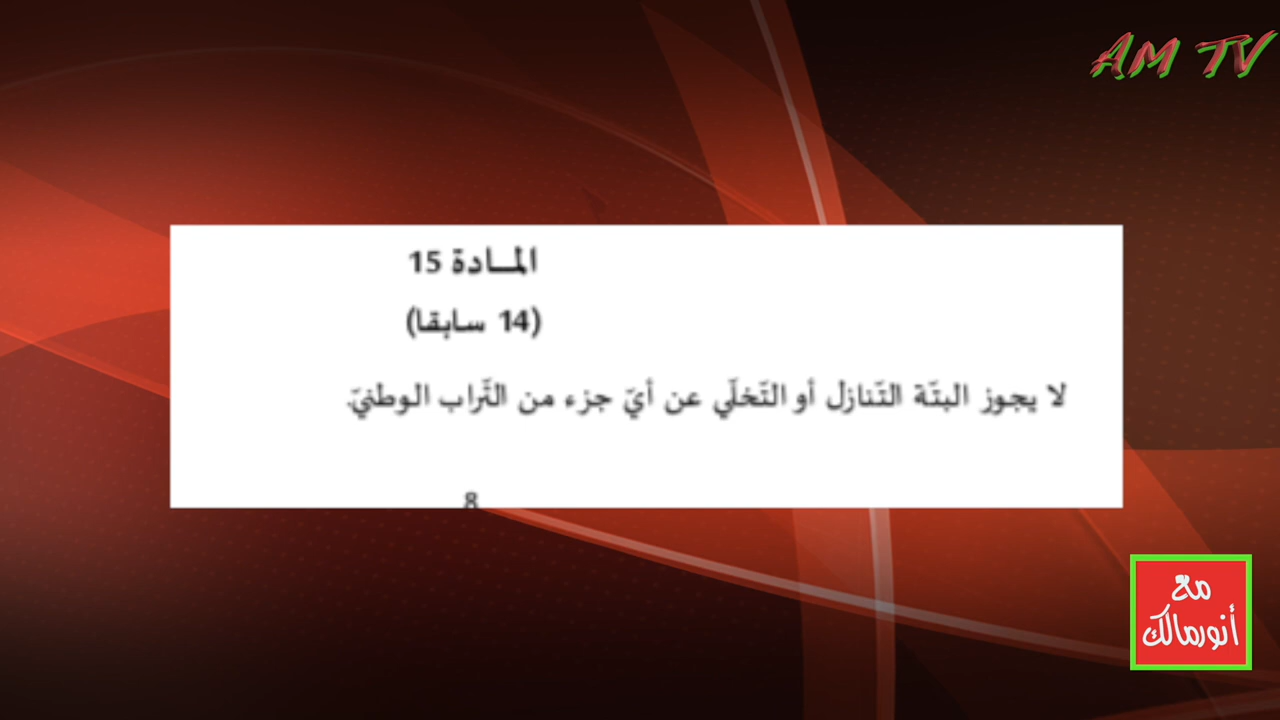 AM TV
المــادة 15
(14 سابقا)
لا يجوز البتّة التّنازل أو التّخلّي عن أيّ جزء من التّراب الوطنيّ.
8
مع
أنورمالك